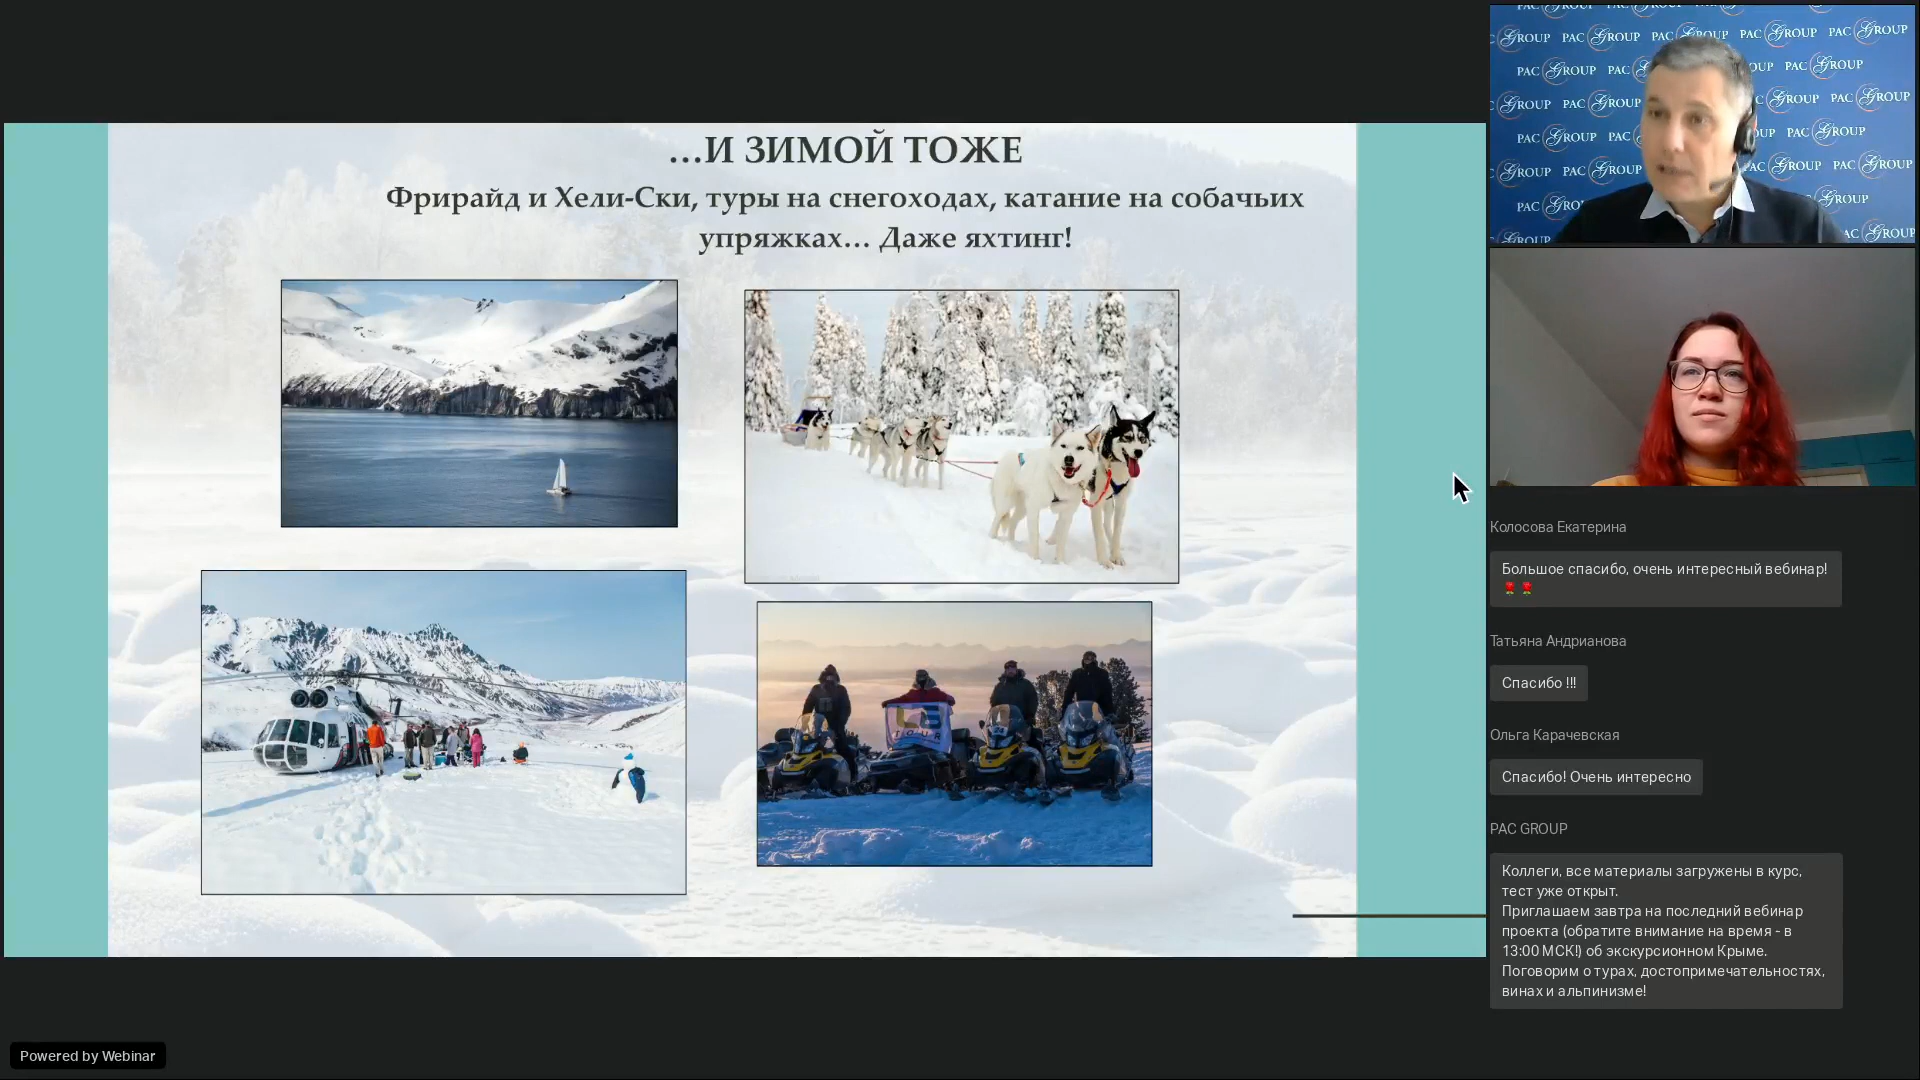 ...И ЗИМОЙ ТОЖЕ
Фрирайд и Хели-Ски, туры на снегоходах, катание на собачьих
упряжках... Даже яхтинг!
PAC GROUP
Колосова Екатерина
Большое спасибо, очень интересный вебинар!
Татьяна Андрианова
Спасибо !!!
Ольга Карачевская
Спасибо! Очень интересно
PAC GROUP
Коллеги, все материалы загружены в курс,
тест уже открыт.
Приглашаем завтра на последний вебинар
проекта (обратите внимание на время - в
13:00 МСК!) об экскурсионном Крыме.
Поговорим о турах, достопримечательностях,
винах и альпинизме!
Powered by Webinar